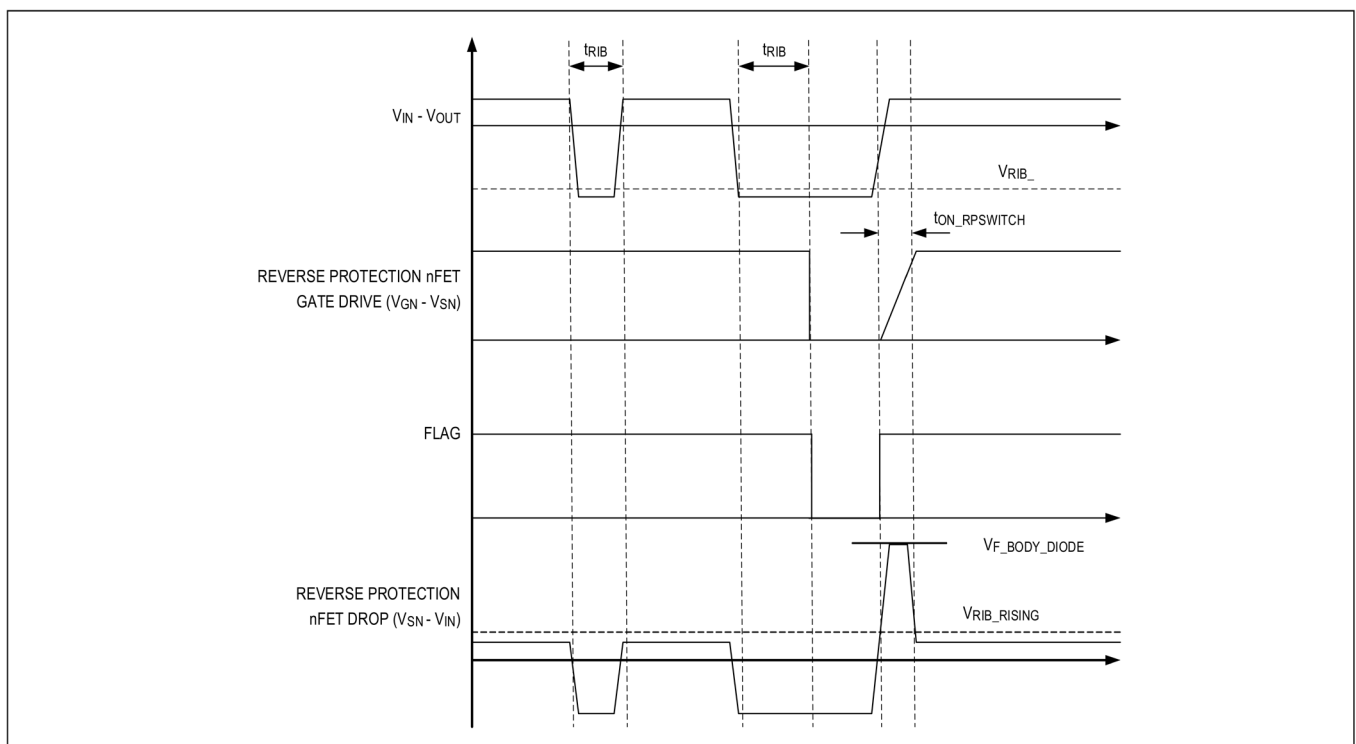 tRIB
tRIB
VIN - VOUT
VRIB_
tON_RPSWITCH
REVERSE PROTECTION nFET
GATE DRIVE (VGN - VSN)
FLAG
VF_BODY_DIODE
REVERSE PROTECTION
nFET DROP (VSN - VIN)
VRIB_RISING